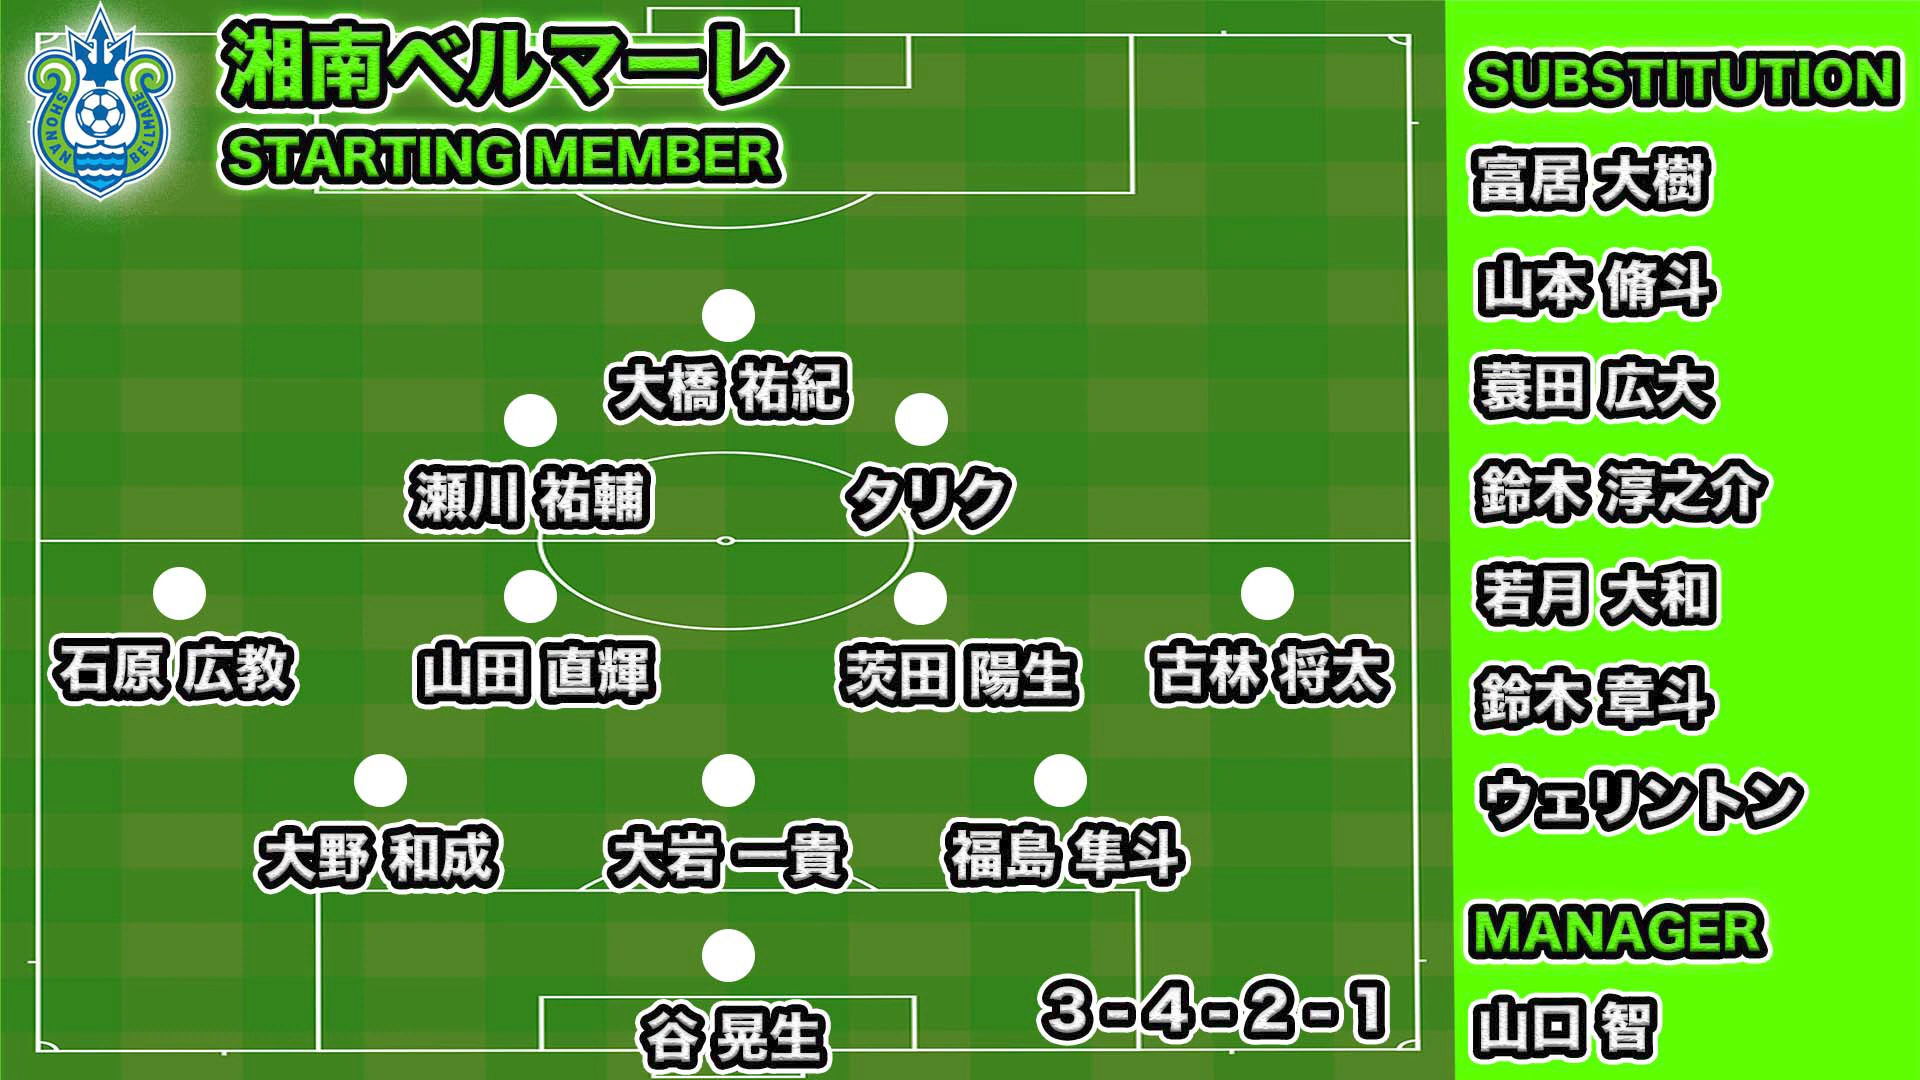 湘南ベルマーレ
STARTING MEMBER
SHONAN BELLMARE
大橋 祐紀
瀬川 祐輔
タリク
石原 広教
山田 直輝
茨田 陽生
古林 将太
大野 和成
大岩 一貴
福島 隼斗
谷 晃生
3-4-2-1
SUBSTITUTION
富居 大樹
山本 脩斗
蓑田 広大
鈴木 淳之介
若月 大和
鈴木 章斗
ウェリントン
MANAGER
山口 智